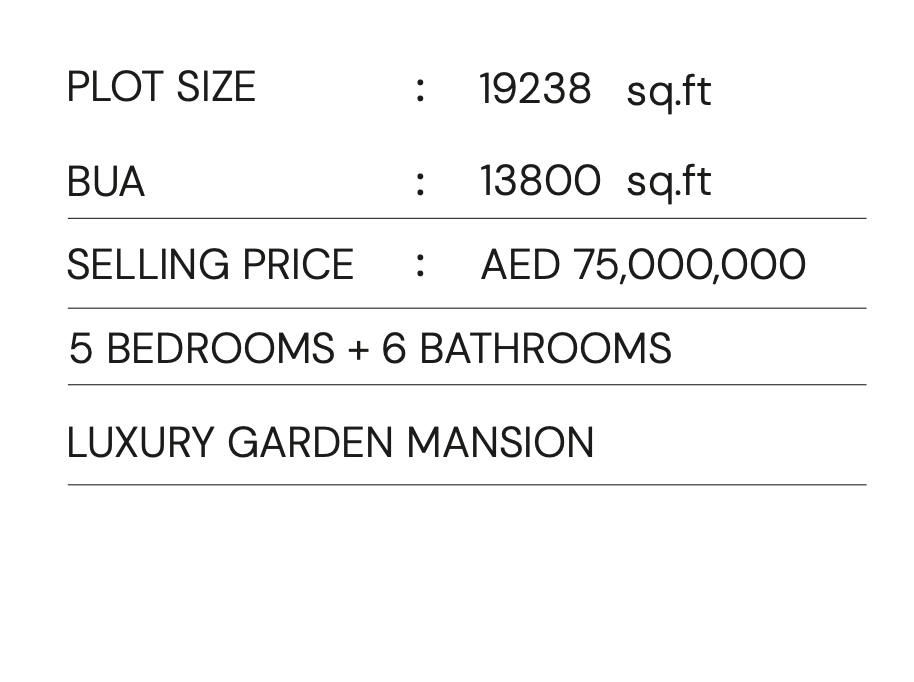 PLOT SIZE : 19238 sq.ft
BUA : 13800 sq.ft
SELLING PRICE : AED 75,000,000
5 BEDROOMS + 6 BATHROOMS
LUXURY GARDEN MANSION